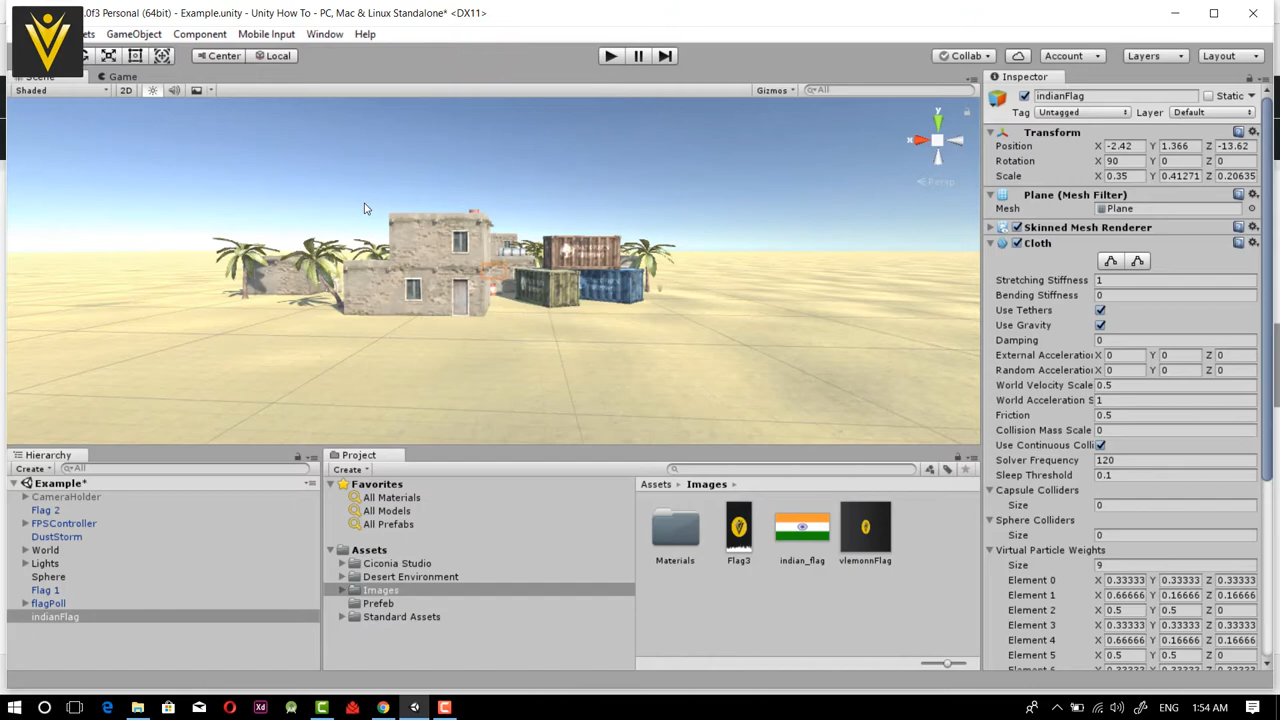 .0f3 Personal (64bit) - Example.unity - Unity How To - PC, Mac & Linux Standalone* <DX11>
ets GameObject Component Mobile Input Window Help
Center Local Collab Account Layers Layout
Scene Game
Shaded 2D Gizmos All
y
x
Persp
Inspector
indianFlag Static
Tag Untagged Layer Default
Transform
Position X -2.42 Y 1.366 Z -13.62
Rotation X 90 Y 0 Z 0
Scale X 0.35 Y 0.41271 Z 0.20635
Plane (Mesh Filter)
Mesh Plane
Skinned Mesh Renderer
Cloth
Stretching Stiffness 1
Bending Stiffness 0
Use Tethers
Use Gravity
Damping 0
External Acceleratio X 0 Y 0 Z 0
Random Acceleration X 0 Y 0 Z 0
World Velocity Scale 0.5
World Acceleration S 1
Friction 0.5
Collision Mass Scale 0
Use Continuous Colli
Solver Frequency 120
Sleep Threshold 0.1
Capsule Colliders
Size 0
Sphere Colliders
Size 0
Virtual Particle Weights
Size 9
Element 0 X 0.33333 Y 0.33333 Z 0.33333
Element 1 X 0.66666 Y 0.16666 Z 0.16666
Element 2 X 0.5 Y 0.5 Z 0
Element 3 X 0.33333 Y 0.33333 Z 0.33333
Element 4 X 0.66666 Y 0.16666 Z 0.16666
Element 5 X 0.5 Y 0.5 Z 0
Hierarchy
Create All
Example*
CameraHolder
Flag 2
FPSController
DustStorm
World
Lights
Sphere
Flag 1
flagPoll
indianFlag
Project
Create
Favorites
All Materials
All Models
All Prefabs
Assets
Ciconia Studio
Desert Environment
Images
Prefeb
Standard Assets
Assets Images
Materials Flag3 indian_flag vlemonnFlag
Xd
1:54 AM